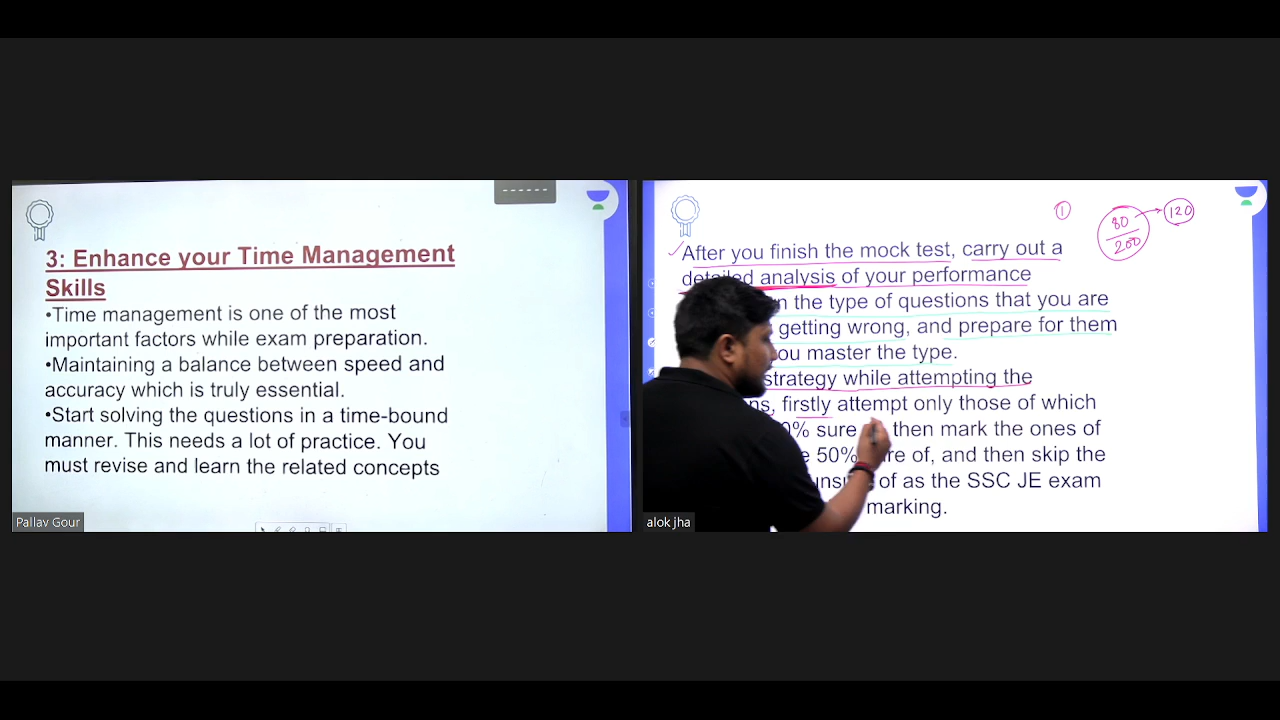 3: Enhance your Time Management
Skills
•Time management is one of the most
important factors while exam preparation.
•Maintaining a balance between speed and
accuracy which is truly essential.
•Start solving the questions in a time-bound
manner. This needs a lot of practice. You
must revise and learn the related concepts
Pallav Gour
1
80
200
120
After you finish the mock test, carry out a
detailed analysis of your performance
the type of questions that you are
getting wrong, and prepare for them
you master the type.
strategy while attempting the
firstly attempt only those of which
sure then mark the ones of
50% sure of, and then skip the
of as the SSC JE exam
marking.
alok jha